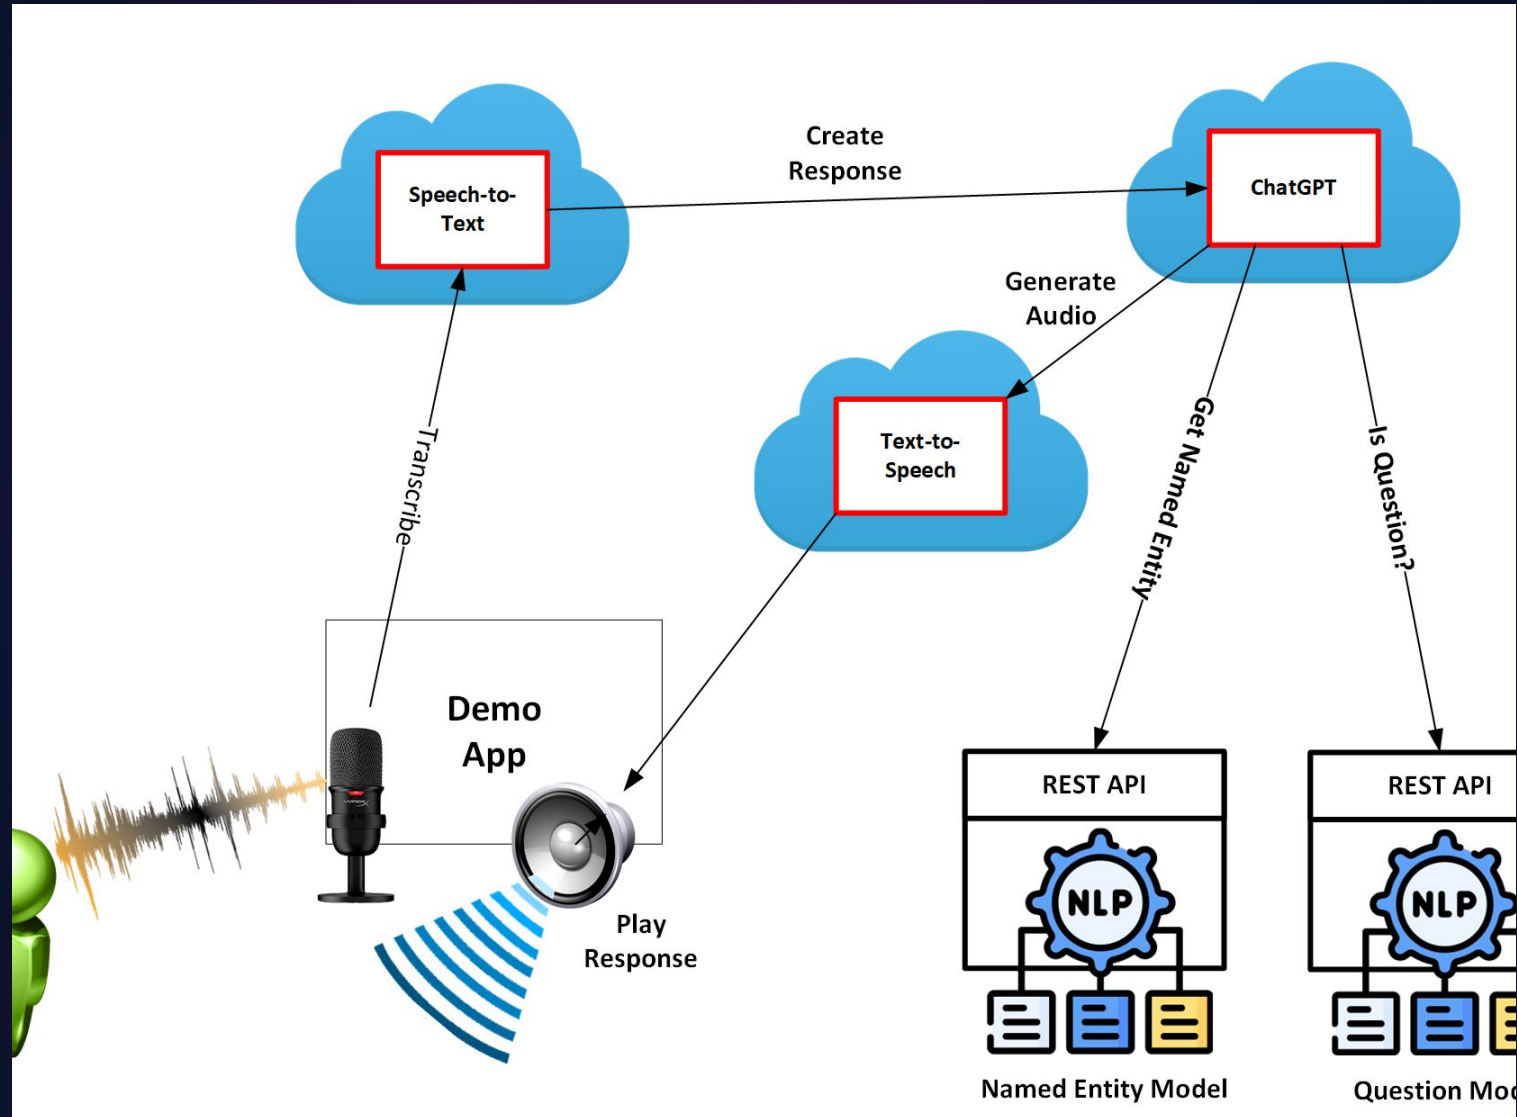 Create
Response
ChatGPT
Speech-to-
Text
Generate
Audio
Text-to-
Speech
Transcribe
Get Named Entity
Is Question?
Demo
App
REST API
REST API
NLP
NLP
Play
Response
Named Entity Model
Question